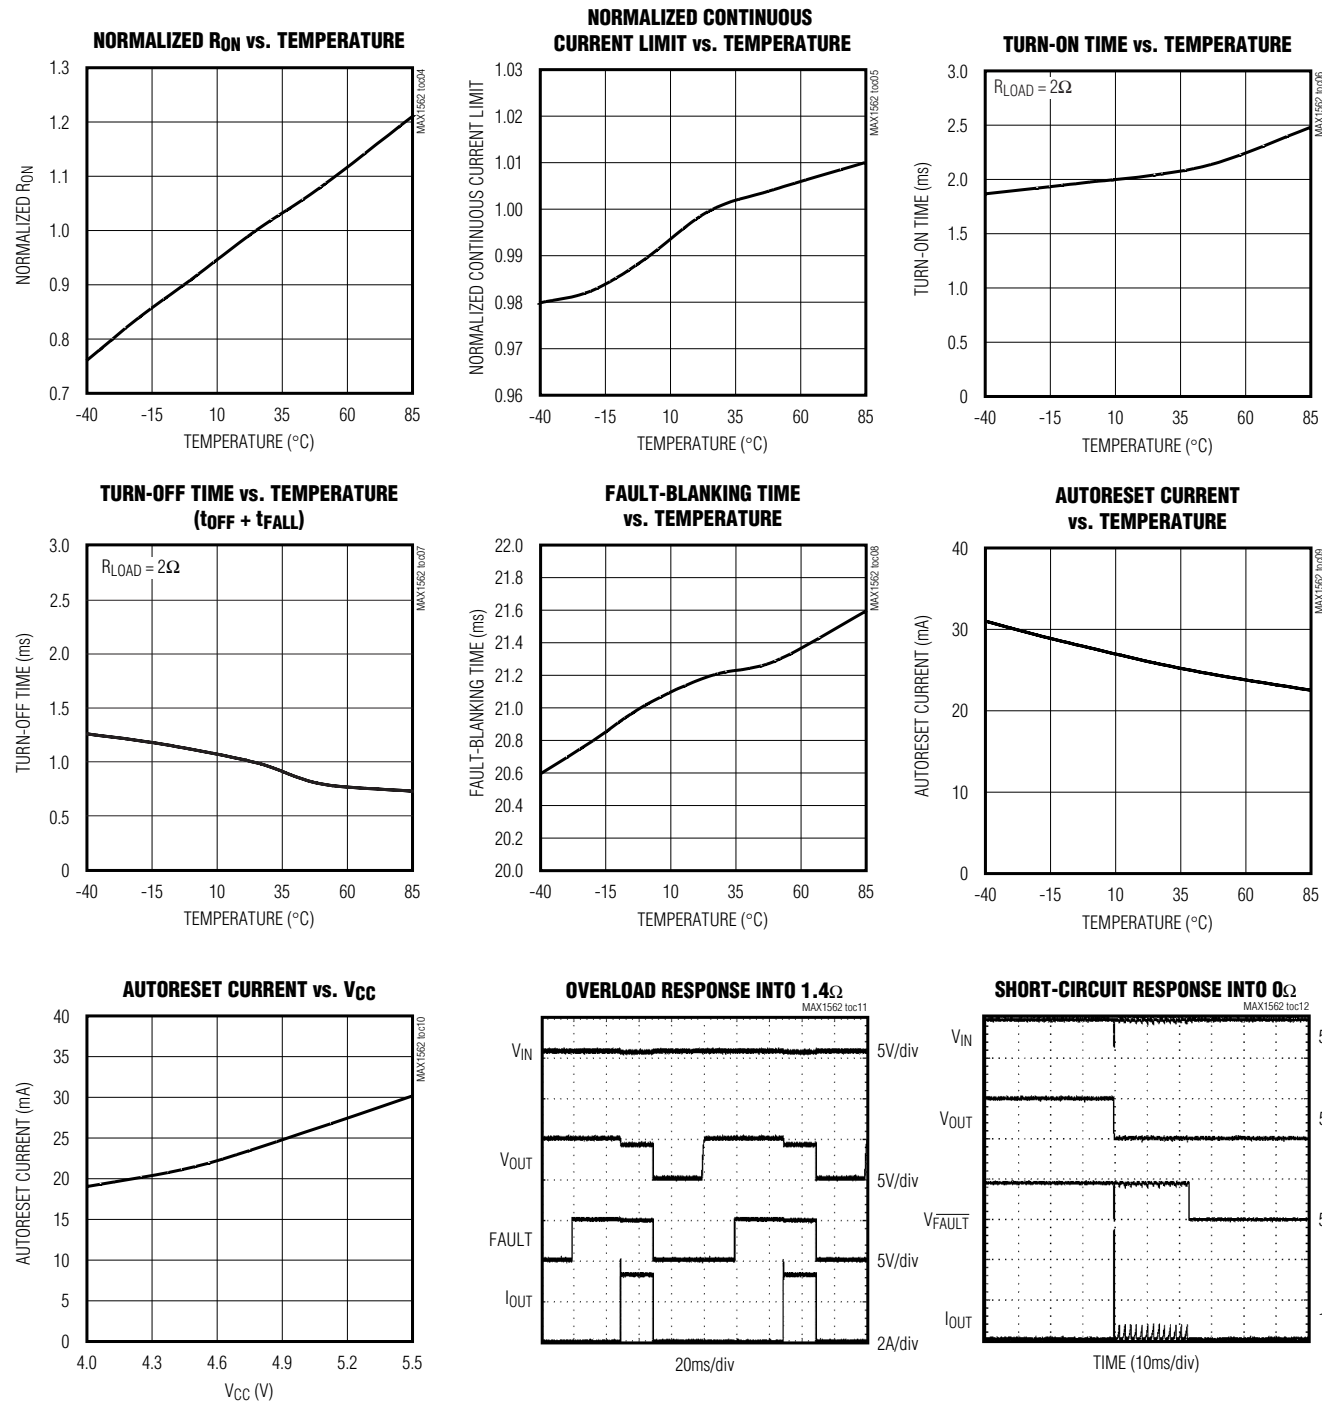 NORMALIZED RON vs. TEMPERATURE
MAX1562 toc04
NORMALIZED RON
1.3
1.2
1.1
1.0
0.9
0.8
0.7
-40 -15 10 35 60 85
TEMPERATURE (°C)
NORMALIZED CONTINUOUS
CURRENT LIMIT vs. TEMPERATURE
MAX1562 toc05
NORMALIZED CONTINUOUS CURRENT LIMIT
1.03
1.02
1.01
1.00
0.99
0.98
0.97
0.96
-40 -15 10 35 60 85
TEMPERATURE (°C)
TURN-ON TIME vs. TEMPERATURE
MAX1562 toc06
RLOAD = 2Ω
TURN-ON TIME (ms)
3.0
2.5
2.0
1.5
1.0
0.5
0
-40 -15 10 35 60 85
TEMPERATURE (°C)
TURN-OFF TIME vs. TEMPERATURE
(tOFF + tFALL)
MAX1562 toc07
RLOAD = 2Ω
TURN-OFF TIME (ms)
3.0
2.5
2.0
1.5
1.0
0.5
0
-40 -15 10 35 60 85
TEMPERATURE (°C)
FAULT-BLANKING TIME
vs. TEMPERATURE
MAX1562 toc08
FAULT-BLANKING TIME (ms)
22.0
21.8
21.6
21.4
21.2
21.0
20.8
20.6
20.4
20.2
20.0
-40 -15 10 35 60 85
TEMPERATURE (°C)
AUTORESET CURRENT
vs. TEMPERATURE
MAX1562 toc09
AUTORESET CURRENT (mA)
40
30
20
10
0
-40 -15 10 35 60 85
TEMPERATURE (°C)
AUTORESET CURRENT vs. VCC
MAX1562 toc10
AUTORESET CURRENT (mA)
40
35
30
25
20
15
10
5
0
4.0 4.3 4.6 4.9 5.2 5.5
VCC (V)
OVERLOAD RESPONSE INTO 1.4Ω
MAX1562 toc11
VIN 5V/div
VOUT 5V/div
FAULT 5V/div
IOUT 2A/div
20ms/div
SHORT-CIRCUIT RESPONSE INTO 0Ω
MAX1562 toc12
VIN
VOUT
VFAULT
IOUT
TIME (10ms/div)